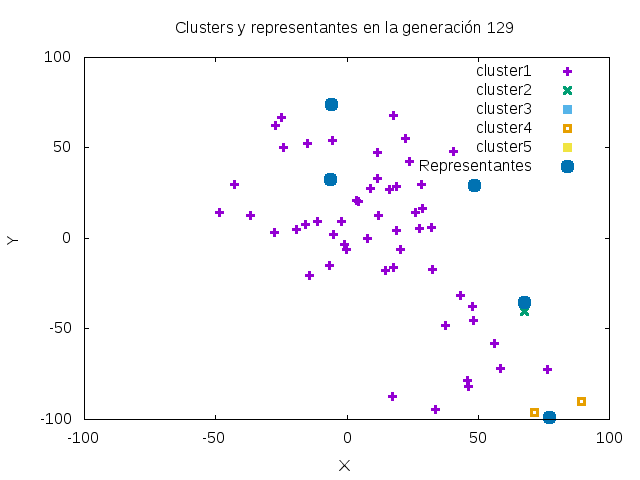 Clusters y representantes en la generación 129
100
50
0
-50
-100
-100
-50
0
50
100
Y
X
cluster1
cluster2
cluster3
cluster4
cluster5
Representantes